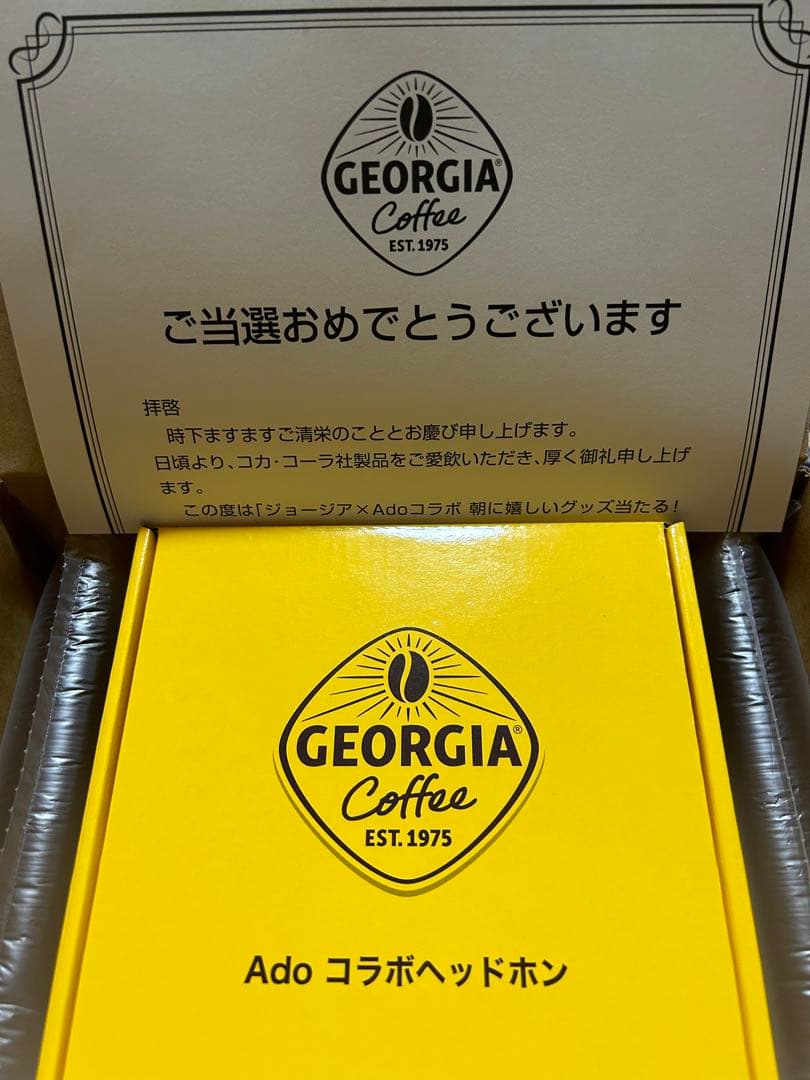 GEORGIA®
Coffee
EST. 1975
ご当選おめでとうございます
拝啓
時下ますますご清栄のこととお慶び申し上げます。
日頃より、コカ・コーラ社製品をご愛飲いただき、厚く御礼申し上げ
ます。
この度は「ジョージア×Adoコラボ 朝に嬉しいグッズ当たる！
GEORGIA®
Coffee
EST. 1975
Ado コラボヘッドホン